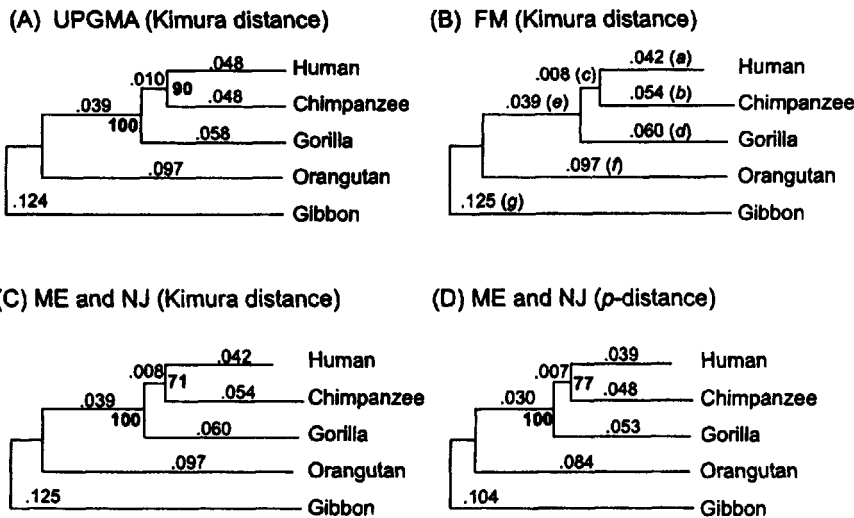 (A) UPGMA (Kimura distance)
.048
Human
.010
90
.039
.048
Chimpanzee
100
.058
Gorilla
.097
Orangutan
.124
Gibbon
(B) FM (Kimura distance)
.042 (a)
Human
.008 (c)
.039 (e)
.054 (b)
Chimpanzee
.060 (d)
Gorilla
.097 (f)
Orangutan
.125 (g)
Gibbon
(C) ME and NJ (Kimura distance)
.042
Human
.008
71
.039
.054
Chimpanzee
100
.060
Gorilla
.097
Orangutan
.125
Gibbon
(D) ME and NJ (p-distance)
.039
Human
.007
77
.030
.048
Chimpanzee
100
.053
Gorilla
.084
Orangutan
.104
Gibbon